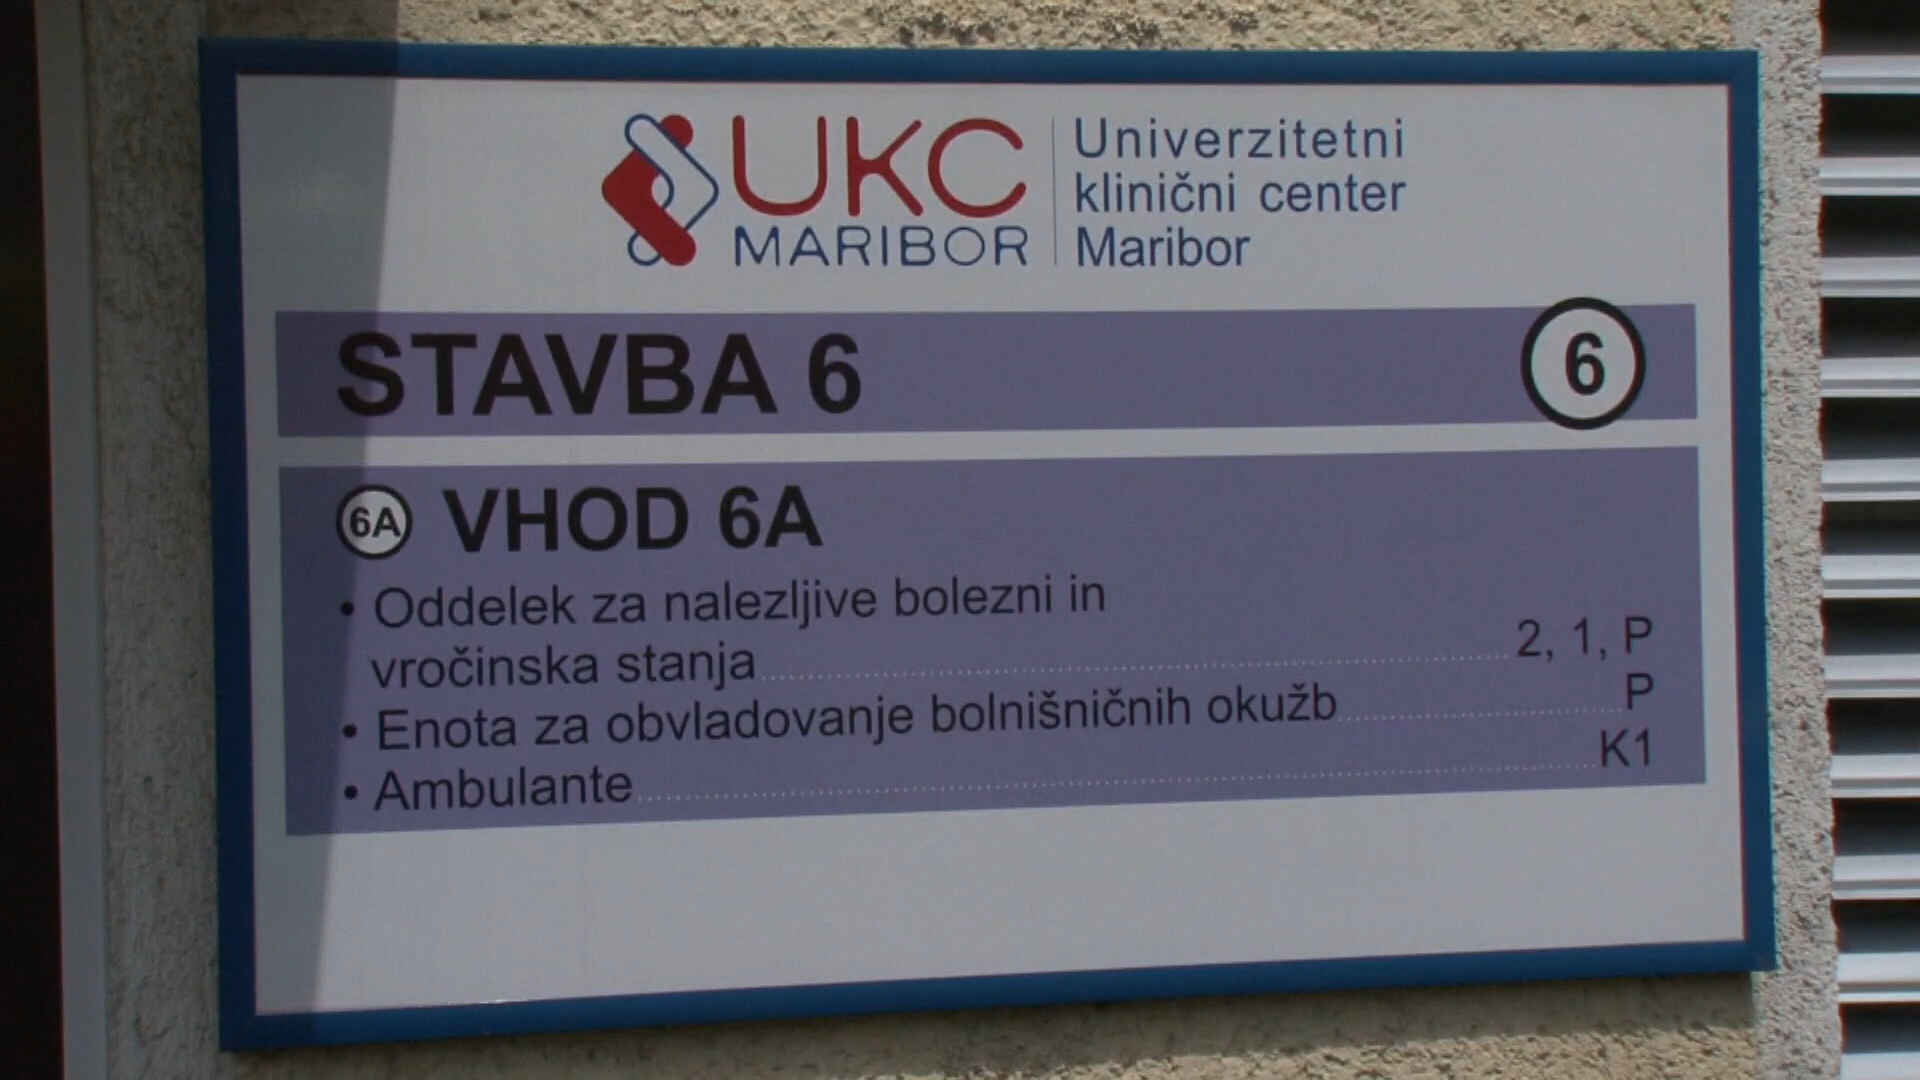 UKC
MARIBOR
Univerzitetni
klinični center
Maribor
STAVBA 6
6
6A VHOD 6A
• Oddelek za nalezljive bolezni in
vročinska stanja 2, 1, P
• Enota za obvladovanje bolnišničnih okužb P
• Ambulante K1